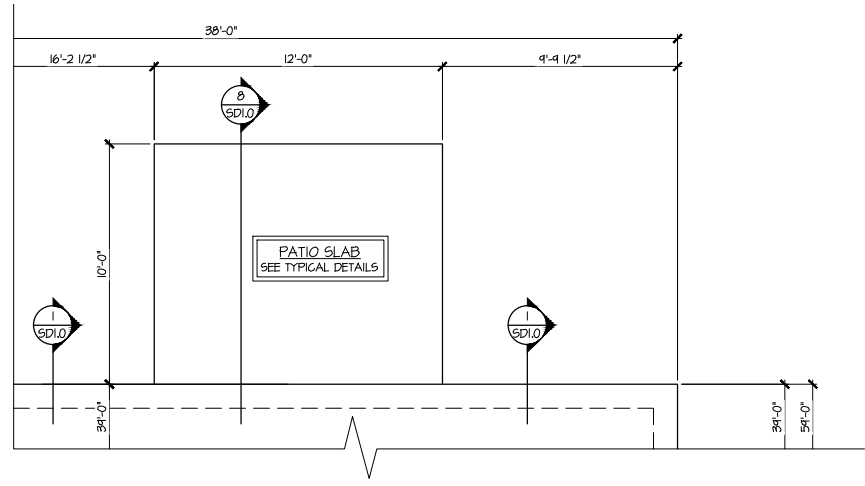 38'-0"
16'-2 1/2" 12'-0" 9'-9 1/2"
8
SD1.0
10'-0"
PATIO SLAB
SEE TYPICAL DETAILS
1
SD1.0
1
SD1.0
39'-0"
39'-0"
59'-0"